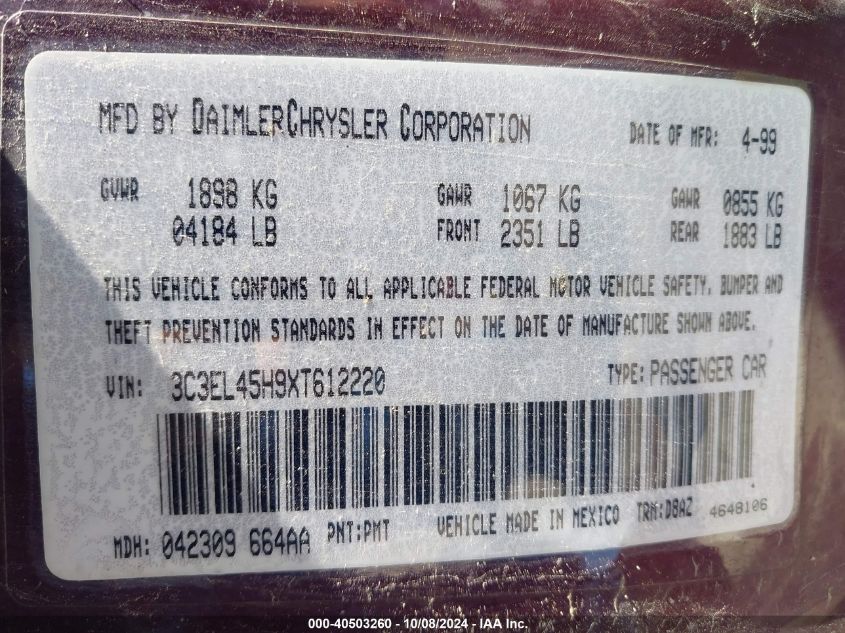 MFD BY DAIMLERCHRYSLER CORPORATION DATE OF MFR: 4-99
GVWR 1898 KG GAWR 1067 KG GAWR 0855 KG
04184 LB FRONT 2351 LB REAR 1883 LB
THIS VEHICLE CONFORMS TO ALL APPLICABLE FEDERAL MOTOR VEHICLE SAFETY, BUMPER AND
THEFT PREVENTION STANDARDS IN EFFECT ON THE DATE OF MANUFACTURE SHOWN ABOVE.
VIN: 3C3EL45H9XT612220 TYPE: PASSENGER CAR
MDH: 042309 664AA PNT:PMT VEHICLE MADE IN MEXICO TRM:D8AZ 4648106
000-40503260 - 10/08/2024 - IAA Inc.